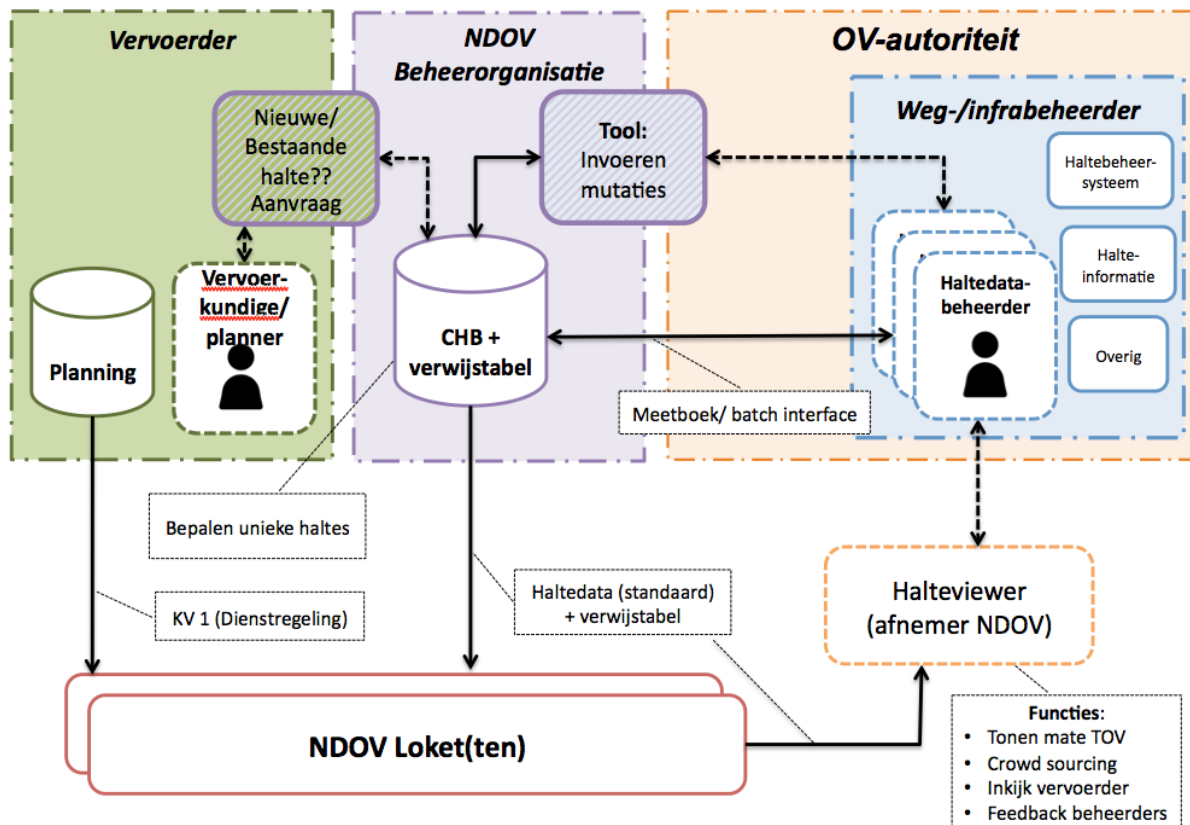 Vervoerder
NDOV
Beheerorganisatie
OV-autoriteit
Weg-/infrabeheerder
Nieuwe/
Bestaande
halte??
Aanvraag
Tool:
Invoeren
mutaties
Haltebeheer-
systeem
Halte-
informatie
Overig
Haltedata-
beheerder
Vervoer-
kundige/
planner
Planning
CHB +
verwijstabel
Meetboek/ batch interface
Bepalen unieke haltes
KV 1 (Dienstregeling)
Haltedata (standaard)
+ verwijstabel
Halteviewer
(afnemer NDOV)
NDOV Loket(ten)
Functies:
• Tonen mate TOV
• Crowd sourcing
• Inkijk vervoerder
• Feedback beheerders